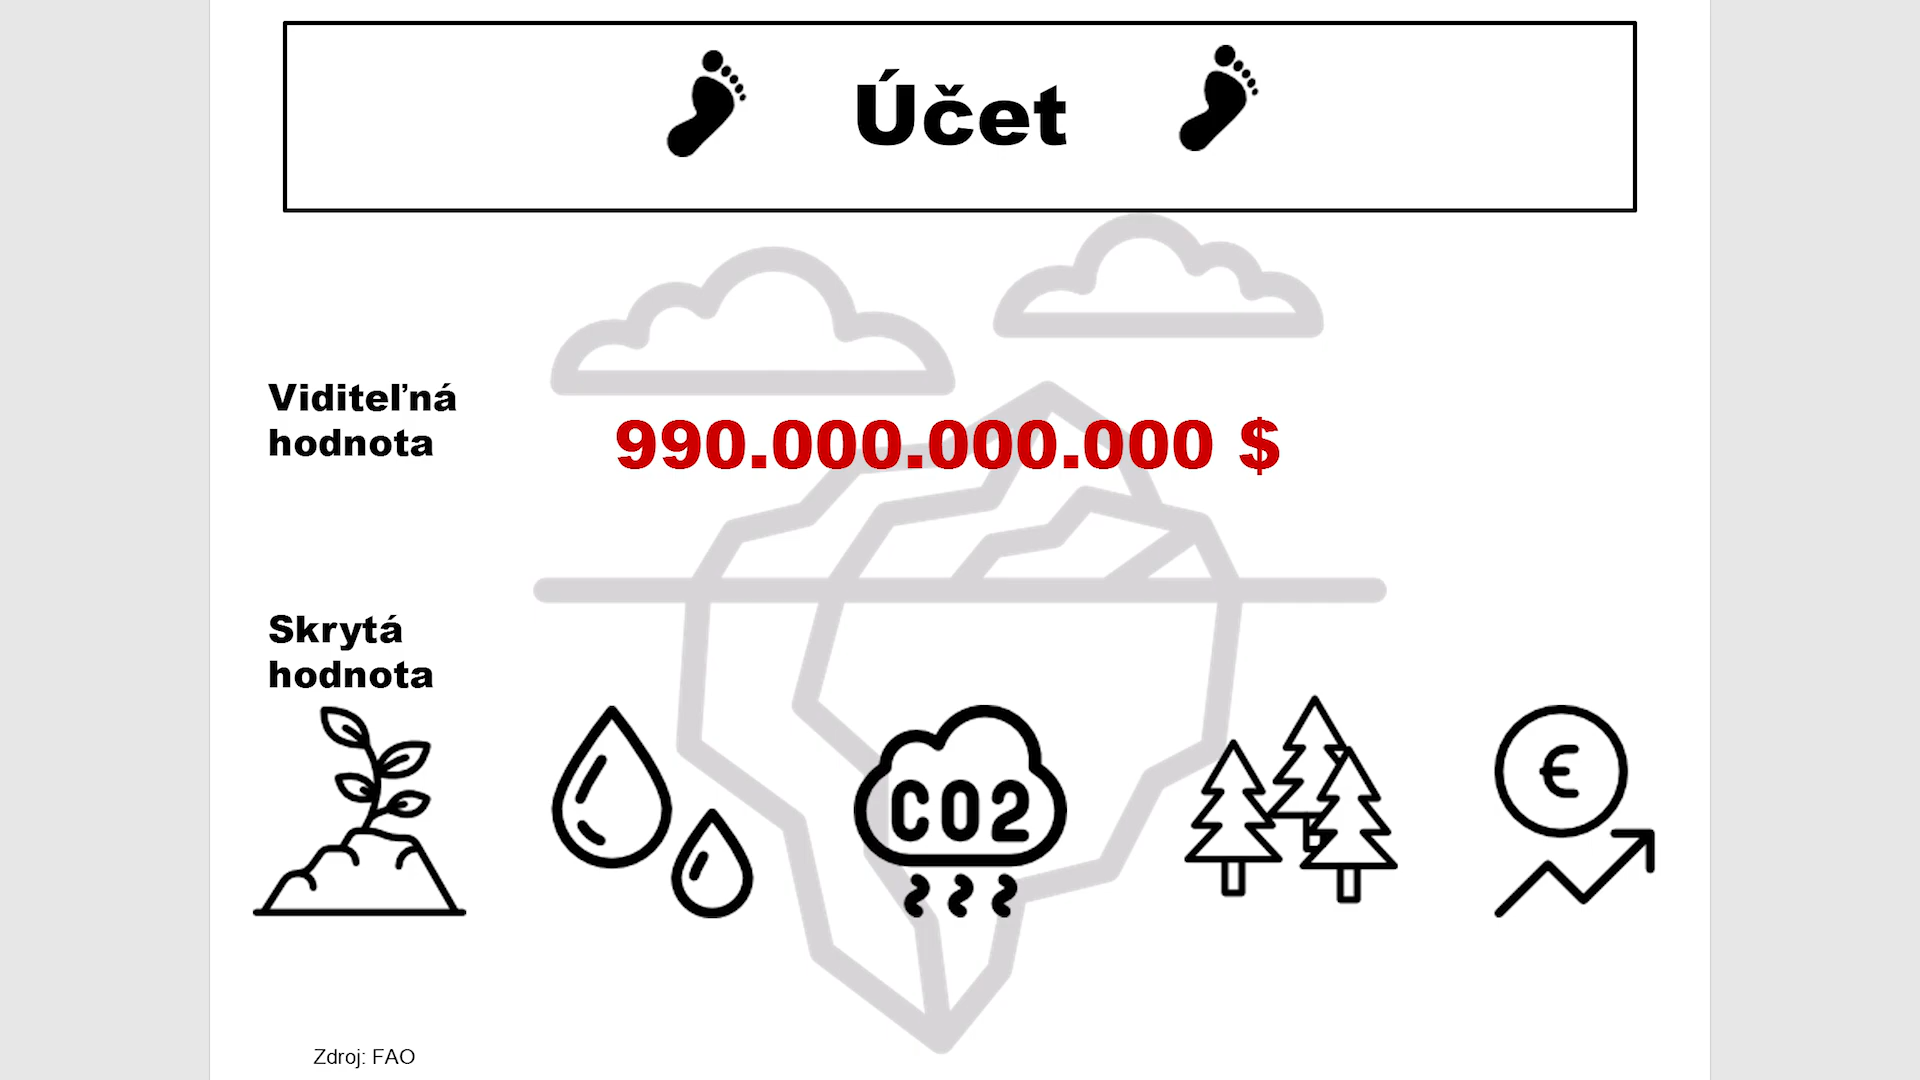 Účet
Viditeľná
hodnota
990.000.000.000 $
Skrytá
hodnota
CO2
€
Zdroj: FAO